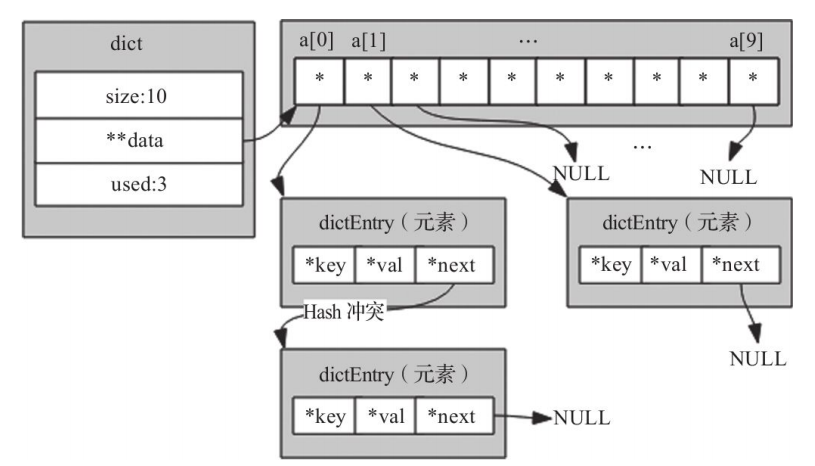 dict
size:10
**data
used:3
a[0] a[1] … a[9]
* * * * * * * * * *
NULL
…
NULL
dictEntry（元素）
*key *val *next
Hash 冲突
dictEntry（元素）
*key *val *next
NULL
dictEntry（元素）
*key *val *next
NULL